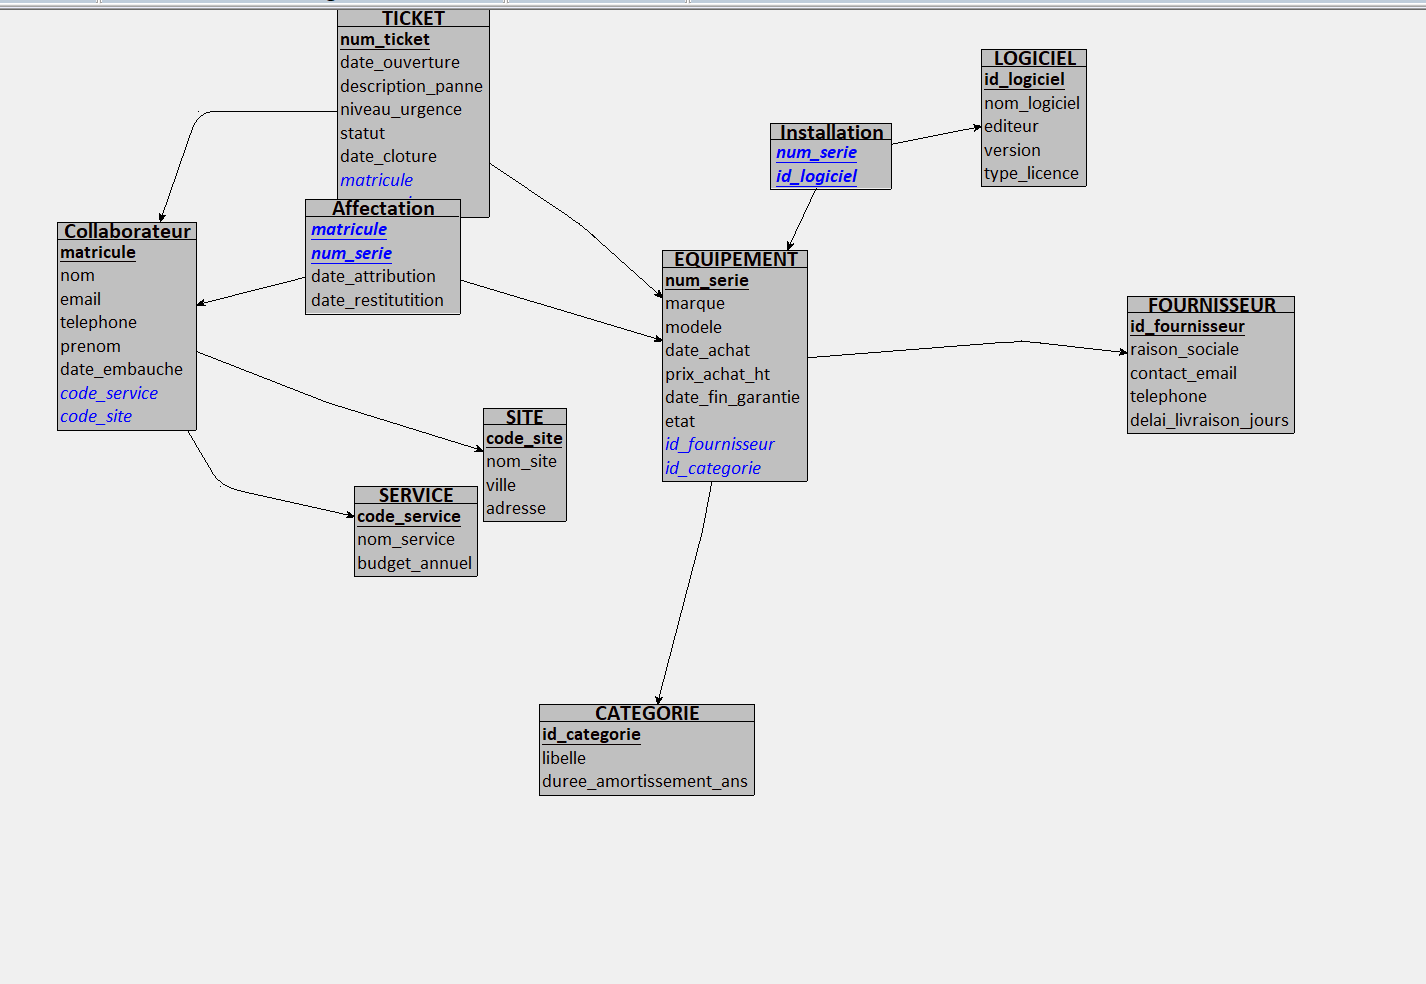 TICKET
num_ticket
date_ouverture
description_panne
niveau_urgence
statut
date_cloture
matricule
LOGICIEL
id_logiciel
nom_logiciel
editeur
version
type_licence
Installation
num_serie
id_logiciel
Affectation
matricule
num_serie
date_attribution
date_restitutition
Collaborateur
matricule
nom
email
telephone
prenom
date_embauche
code_service
code_site
EQUIPEMENT
num_serie
marque
modele
date_achat
prix_achat_ht
date_fin_garantie
etat
id_fournisseur
id_categorie
FOURNISSEUR
id_fournisseur
raison_sociale
contact_email
telephone
delai_livraison_jours
SITE
code_site
nom_site
ville
adresse
SERVICE
code_service
nom_service
budget_annuel
CATEGORIE
id_categorie
libelle
duree_amortissement_ans